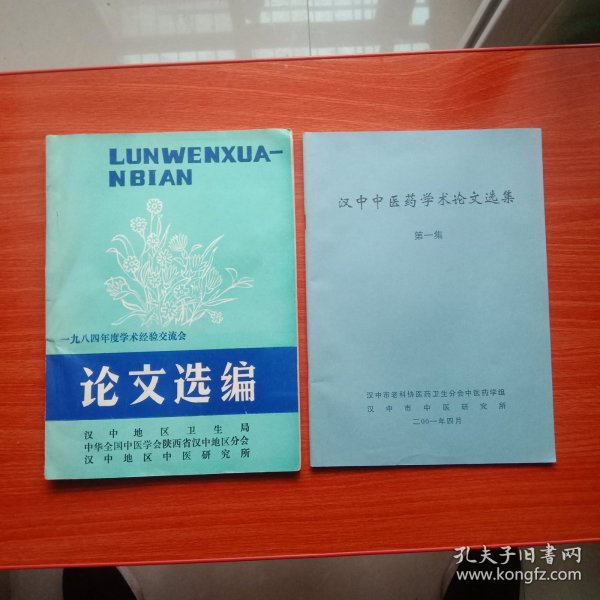 LUNWENXUA-
NBIAN
一九八四年度学术经验交流会
论文选编
汉中地区卫生局
中华全国中医学会陕西省汉中地区分会
汉中地区中医研究所
汉中中医药学术论文选集
第一集
汉中市老科协医药卫生分会中医药学组
汉中市中医研究所
二00一年四月
孔夫子旧书网
www.kongfz.com